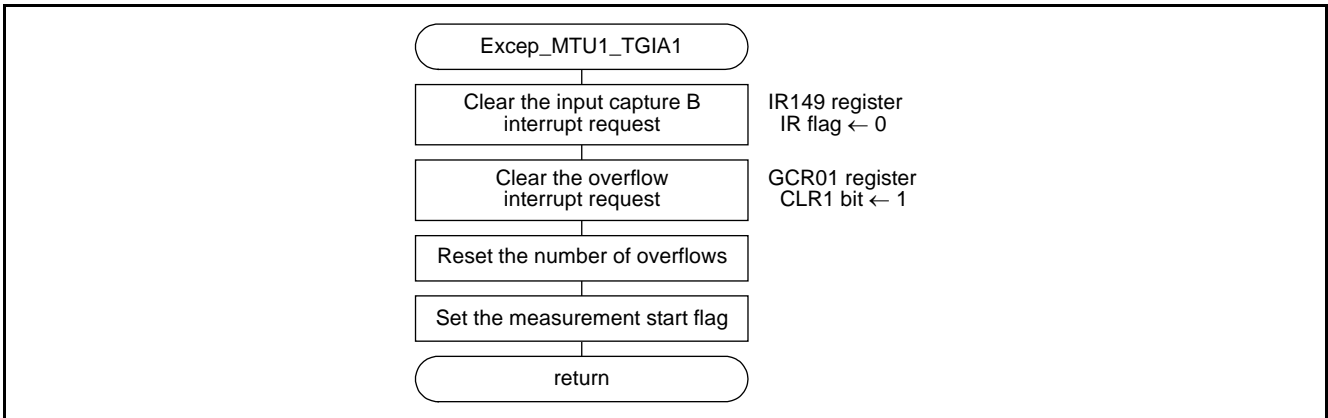 Excep_MTU1_TGIA1
Clear the input capture B
interrupt request
IR149 register
IR flag ← 0
Clear the overflow
interrupt request
GCR01 register
CLR1 bit ← 1
Reset the number of overflows
Set the measurement start flag
return